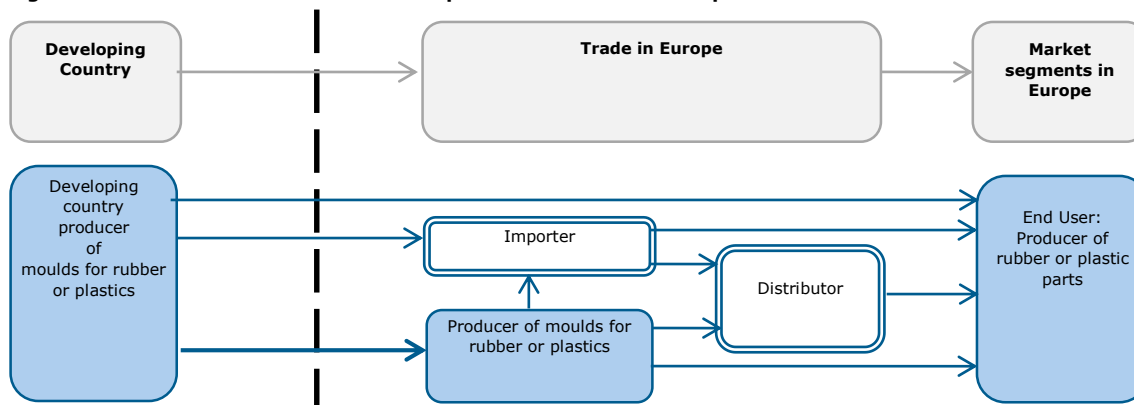 Developing
Country
Trade in Europe
Market
segments in
Europe
Developing
country
producer
of
moulds for rubber
or plastics
Importer
Distributor
Producer of moulds for
rubber or plastics
End User:
Producer of
rubber or plastic
parts